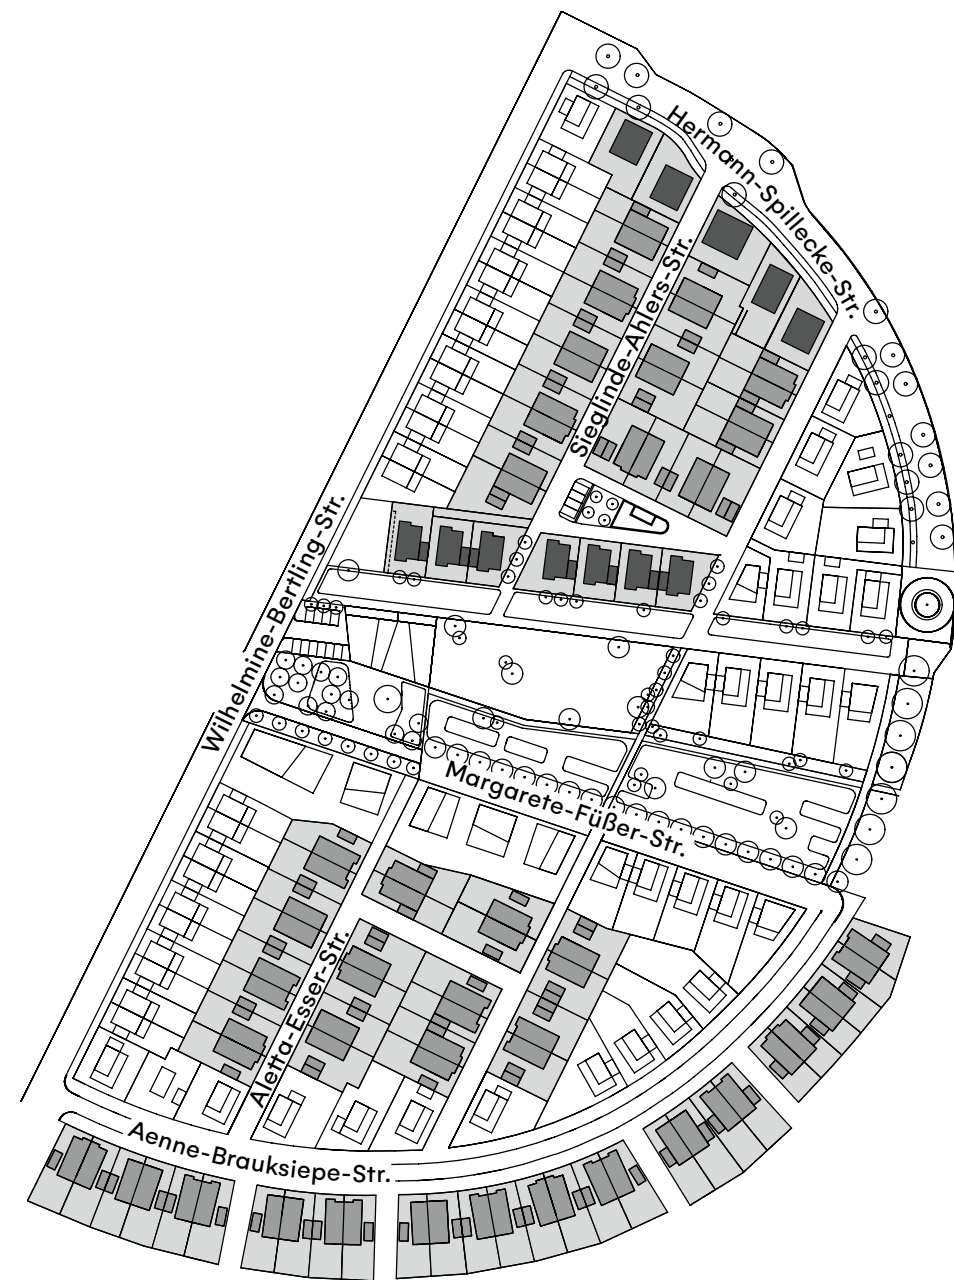 Hermann-Spillecke-Str.
Sieglinde-Ahlers-Str.
Wilhelmine-Bertling-Str.
Margarete-Füßer-Str.
Aletta-Esser-Str.
Aenne-Brauksiepe-Str.